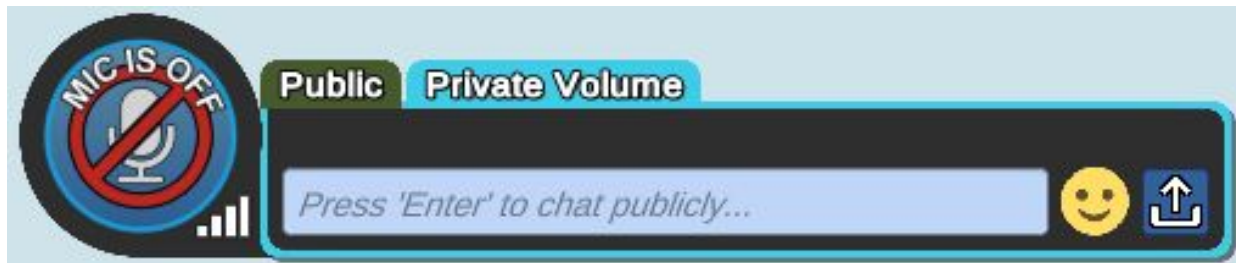 MIC IS OFF
Public
Private Volume
Press 'Enter' to chat publicly...